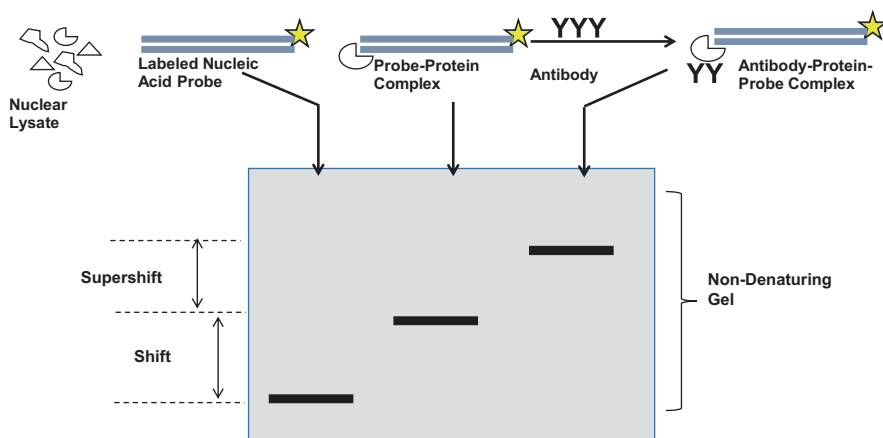 Nuclear
Lysate
Labeled Nucleic
Acid Probe
Probe-Protein
Complex
YYY
Antibody
YY
Antibody-Protein-
Probe Complex
Supershift
Shift
Non-Denaturing
Gel